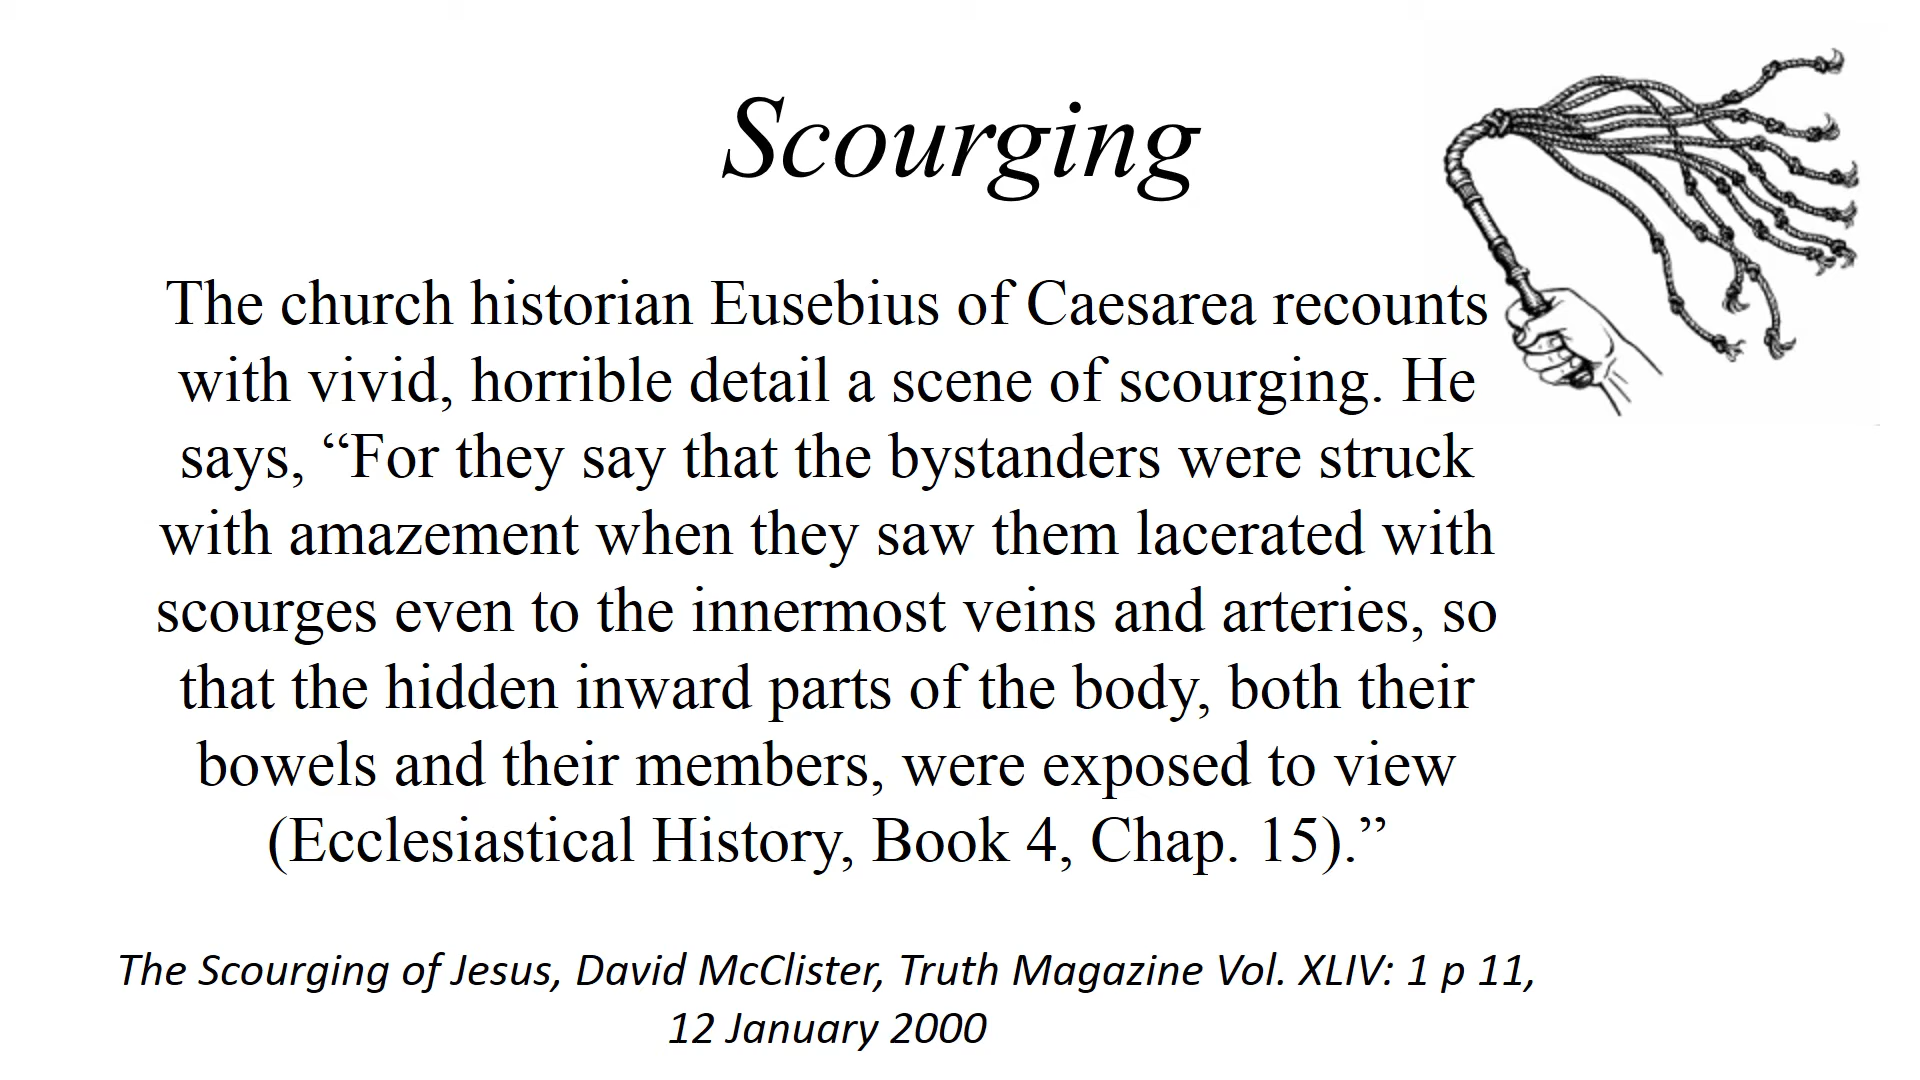 Scourging
The church historian Eusebius of Caesarea recounts
with vivid, horrible detail a scene of scourging. He
says, “For they say that the bystanders were struck
with amazement when they saw them lacerated with
scourges even to the innermost veins and arteries, so
that the hidden inward parts of the body, both their
bowels and their members, were exposed to view
(Ecclesiastical History, Book 4, Chap. 15).”
The Scourging of Jesus, David McClister, Truth Magazine Vol. XLIV: 1 p 11,
12 January 2000